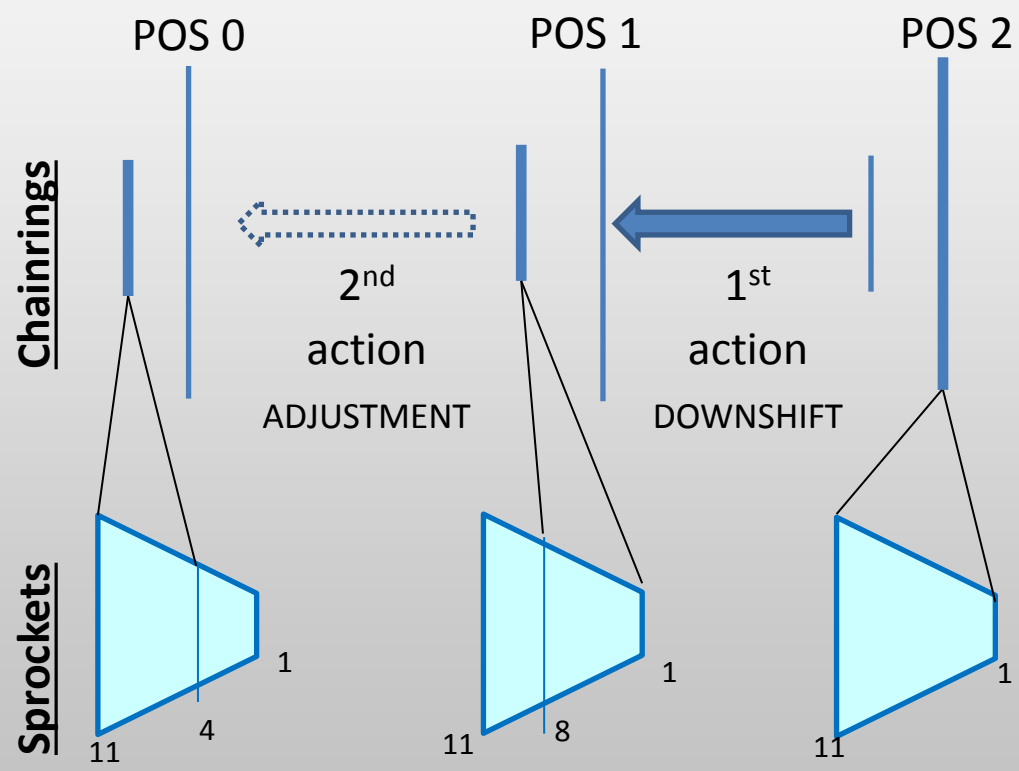 POS 0
POS 1
POS 2
Chainrings
2nd
action
ADJUSTMENT
1st
action
DOWNSHIFT
Sprockets
11
4
1
11
8
1
11
1